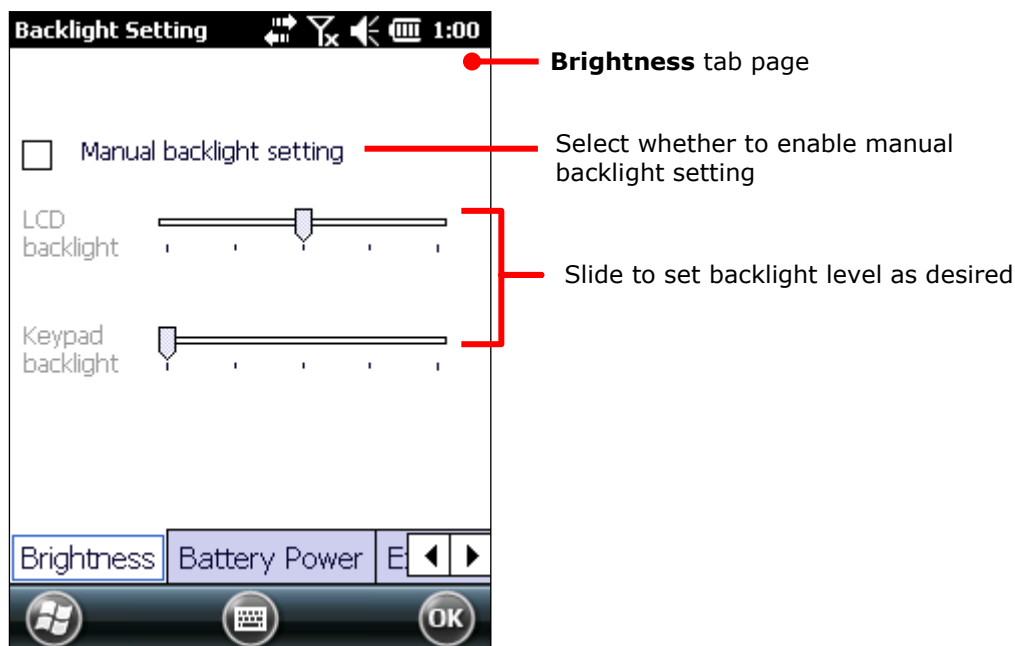 Backlight Setting 1:00
Brightness tab page
Manual backlight setting
Select whether to enable manual
backlight setting
LCD
backlight
Slide to set backlight level as desired
Keypad
backlight
Brightness Battery Power E
OK